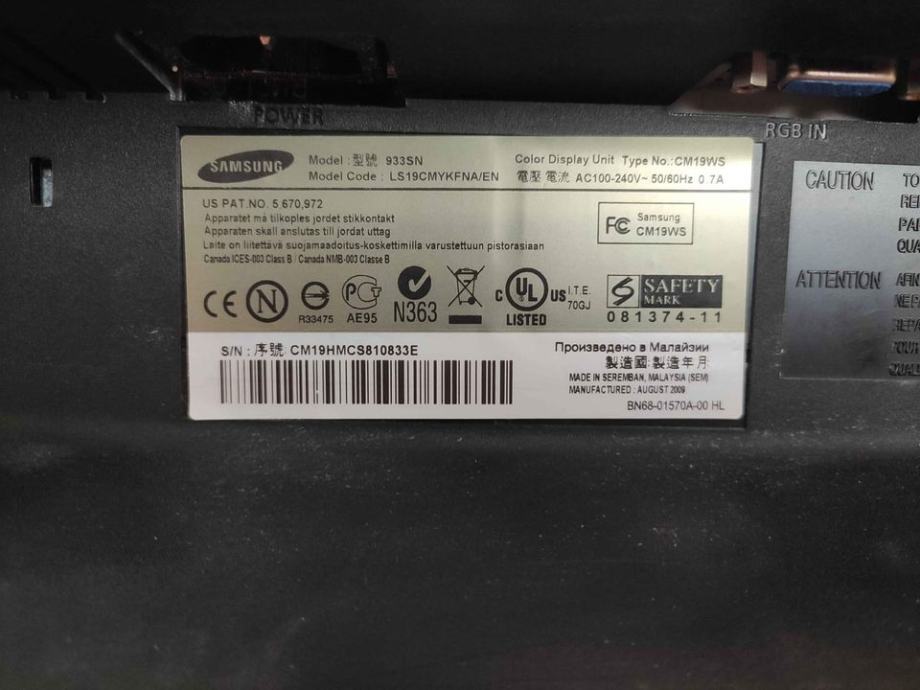 POWER
RGB IN
SAMSUNG
Model : 型號 933SN
Model Code : LS19CMYKFNA/EN
Color Display Unit Type No.:CM19WS
電壓 電流 AC100-240V~ 50/60Hz 0.7A
US PAT.NO. 5,670,972
Apparatet må tilkoples jordet stikkontakt
Apparaten skall anslutas till jordat uttag
Laite on liitettävä suojamaadoitus-koskettimilla varustettuun pistorasiaan
Canada ICES-003 Class B / Canada NMB-003 Classe B
FC Samsung
CM19WS
CE N
R33475
PCT
AE95
N363
C UL US
LISTED
I.T.E.
70GJ
S SAFETY
MARK
081374-11
S/N : 序號 CM19HMCS810833E
Произведено в Малайзии
製造國: 製造年月
MADE IN SEREMBAN, MALAYSIA (SEM)
MANUFACTURED : AUGUST 2009
BN68-01570A-00 HL
CAUTION TO
ATTENTION